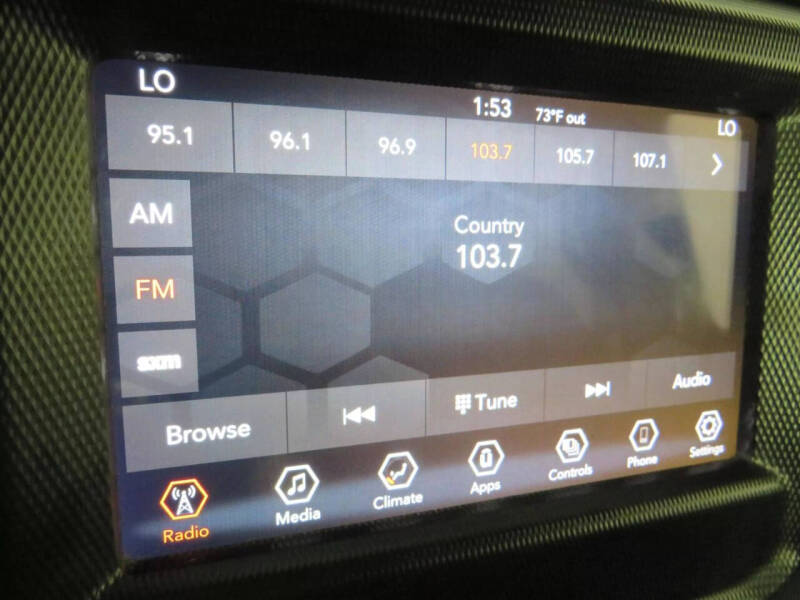 LO
1:53 73°F out
LO
95.1 96.1 96.9 103.7 105.7 107.1
AM
Country
103.7
FM
sxm
Browse Tune Audio
Radio Media Climate Apps Controls Phone Settings